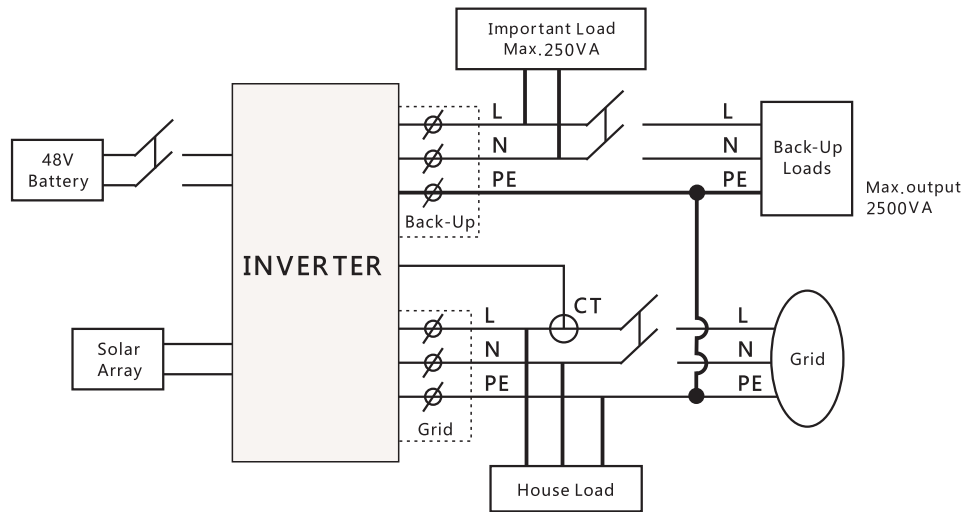 Important Load
Max.250VA
L
N
PE
Back-Up
L
N
PE
Back-Up
Loads
Max.output
2500VA
48V
Battery
INVERTER
Solar
Array
CT
L
N
PE
Grid
L
N
PE
Grid
House Load